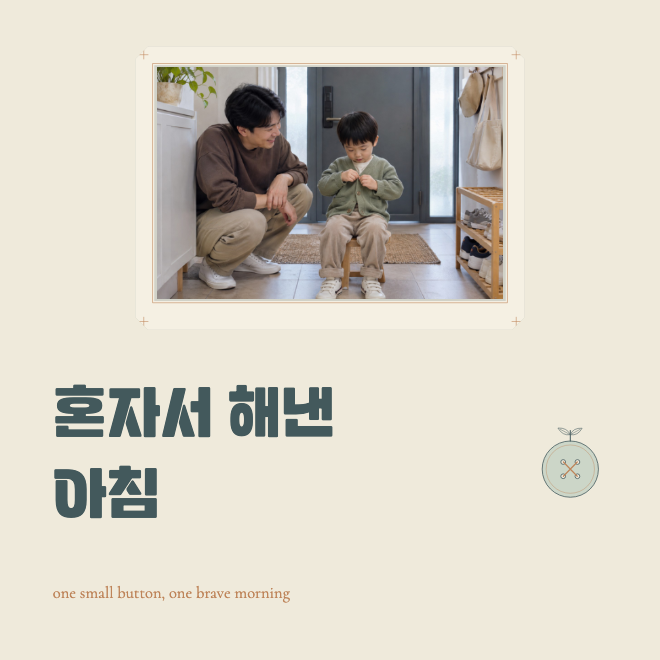 혼자서 해낸
아침
one small button, one brave morning